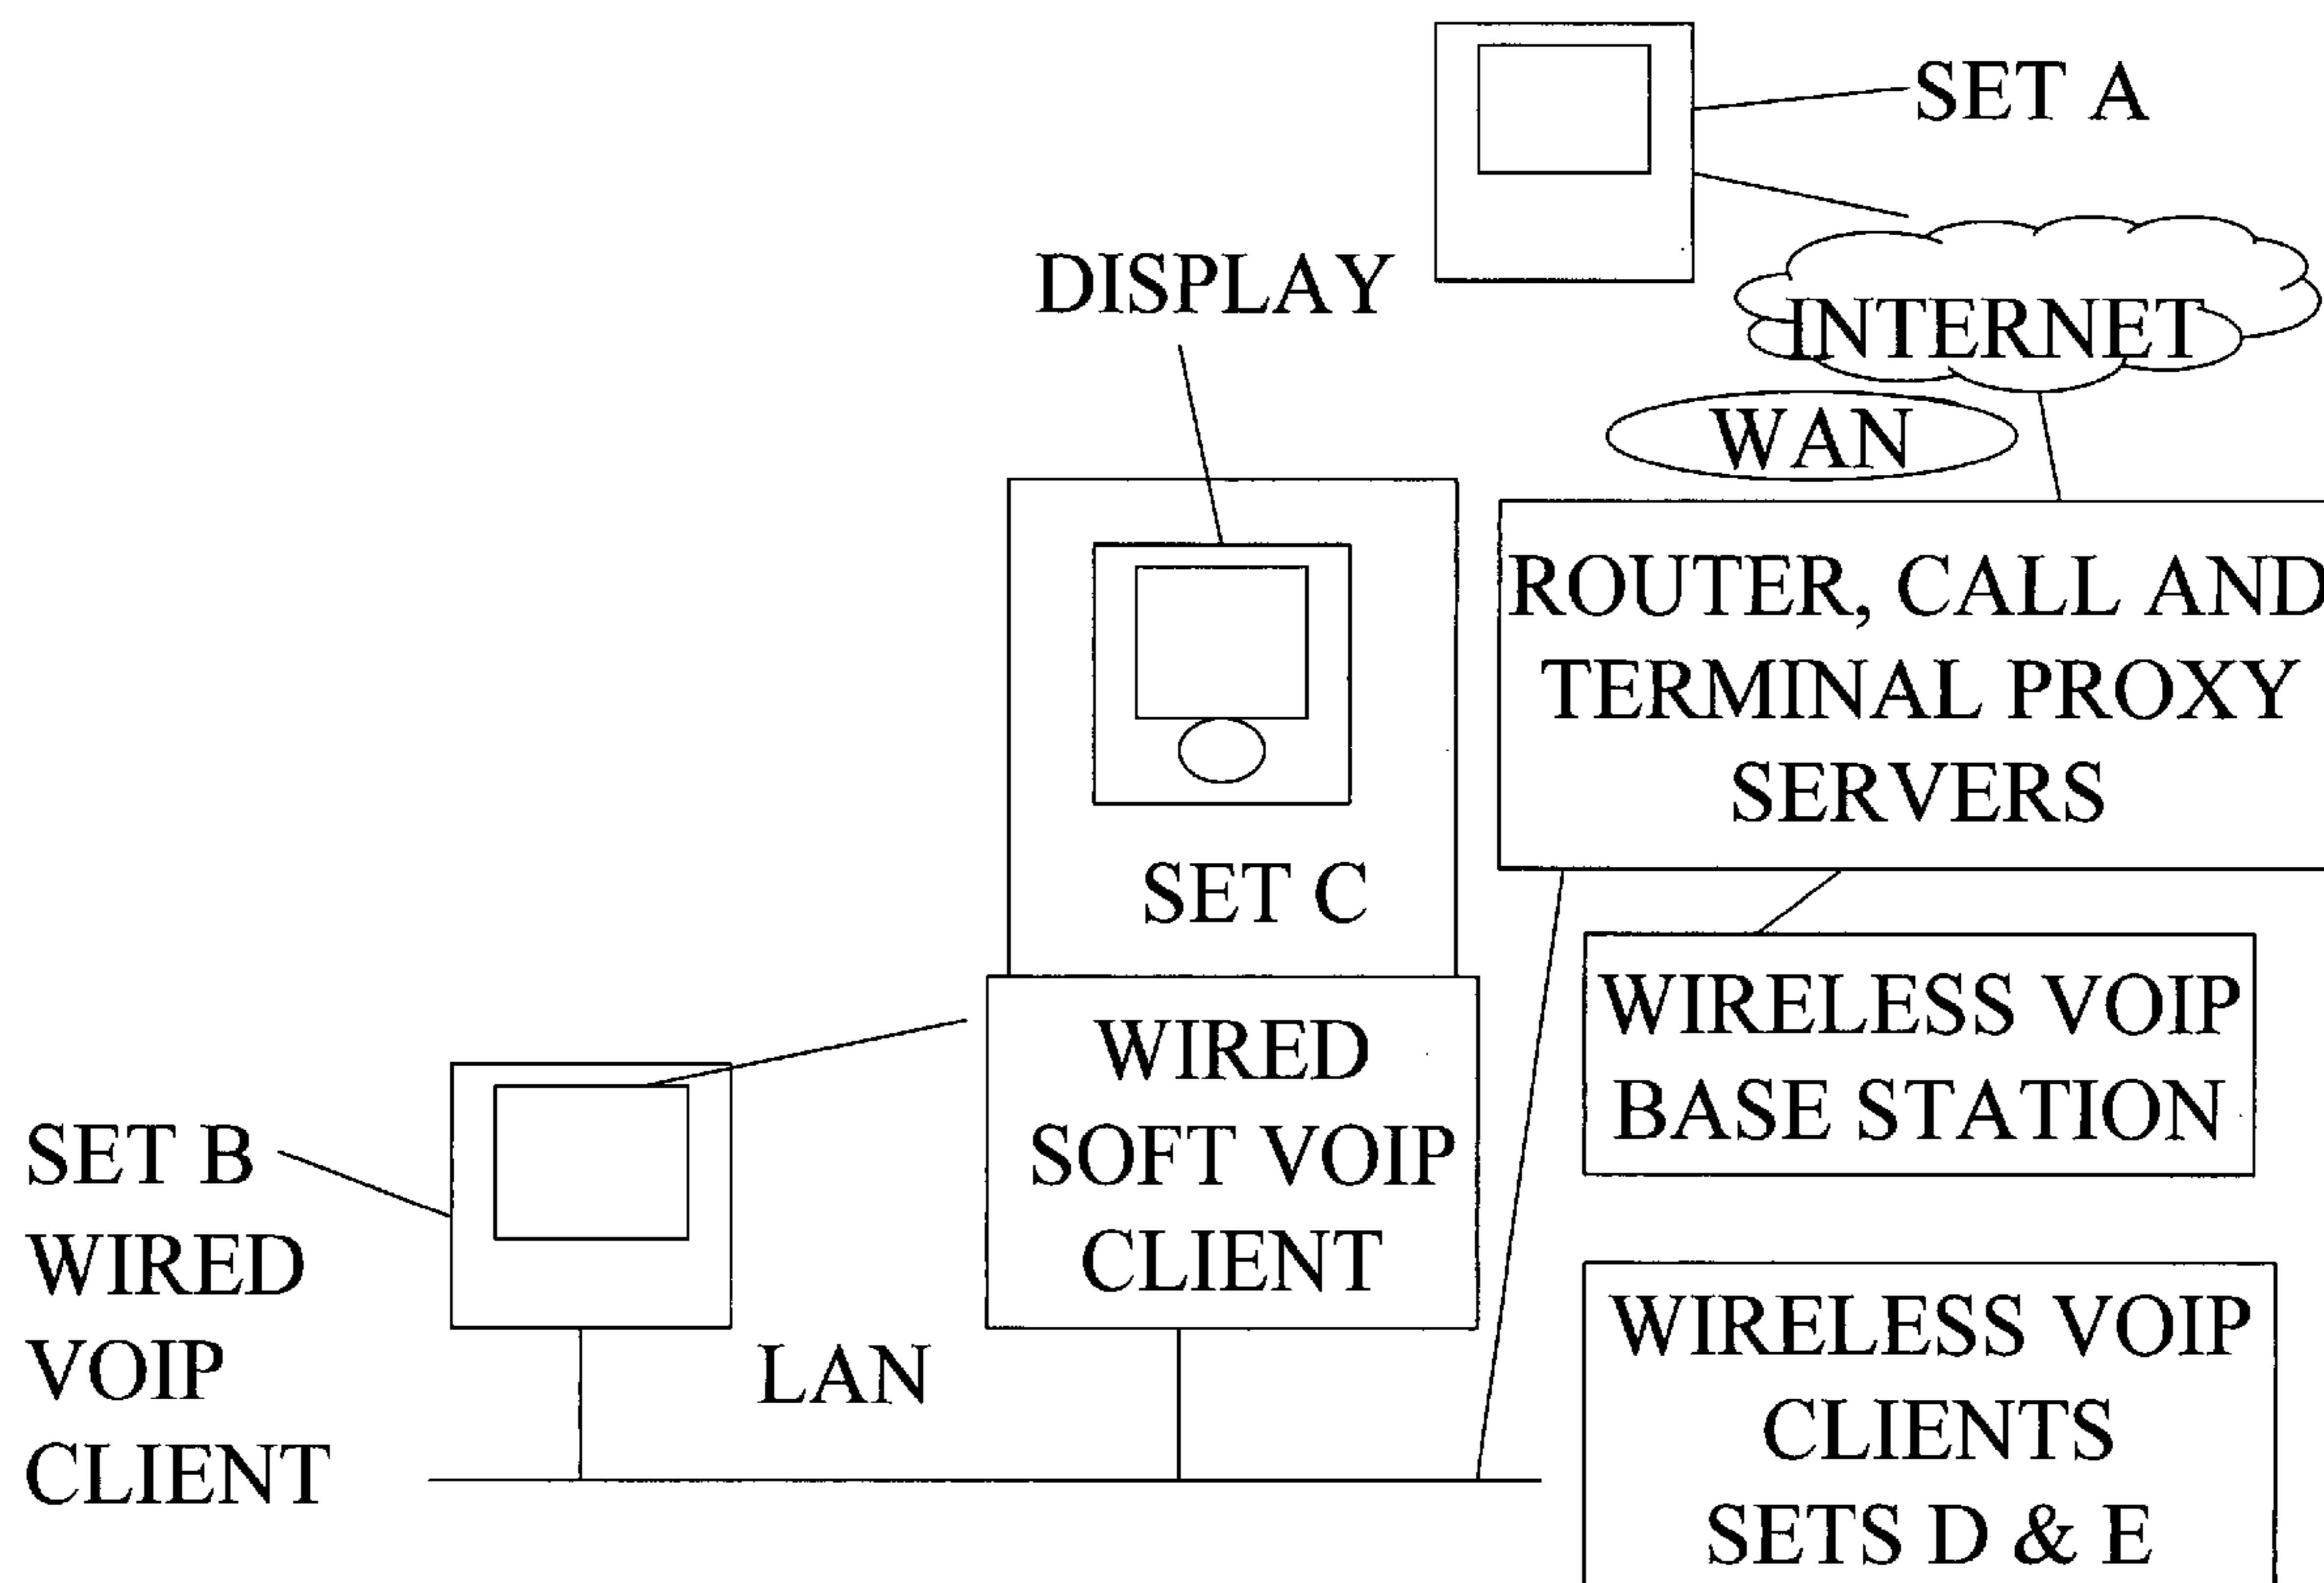 SET A
DISPLAY
INTERNET
WAN
ROUTER, CALL AND
TERMINAL PROXY
SERVERS
SET C
WIRED
SOFT VOIP
CLIENT
WIRELESS VOIP
BASE STATION
SET B
WIRED
VOIP
CLIENT
LAN
WIRELESS VOIP
CLIENTS
SETS D & E